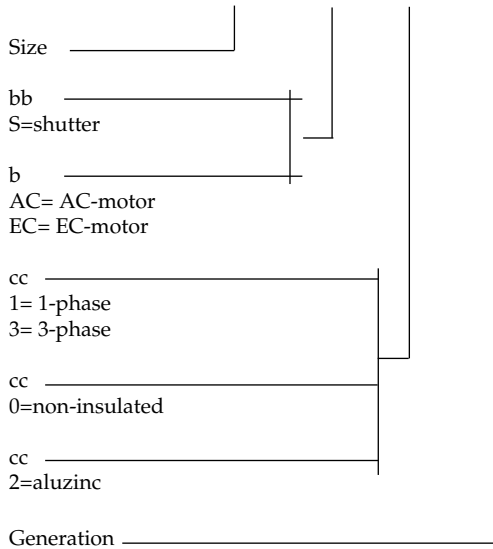 Size
bb
S=shutter
b
AC= AC-motor
EC= EC-motor
cc
1= 1-phase
3= 3-phase
cc
0=non-insulated
cc
2=aluzinc
Generation